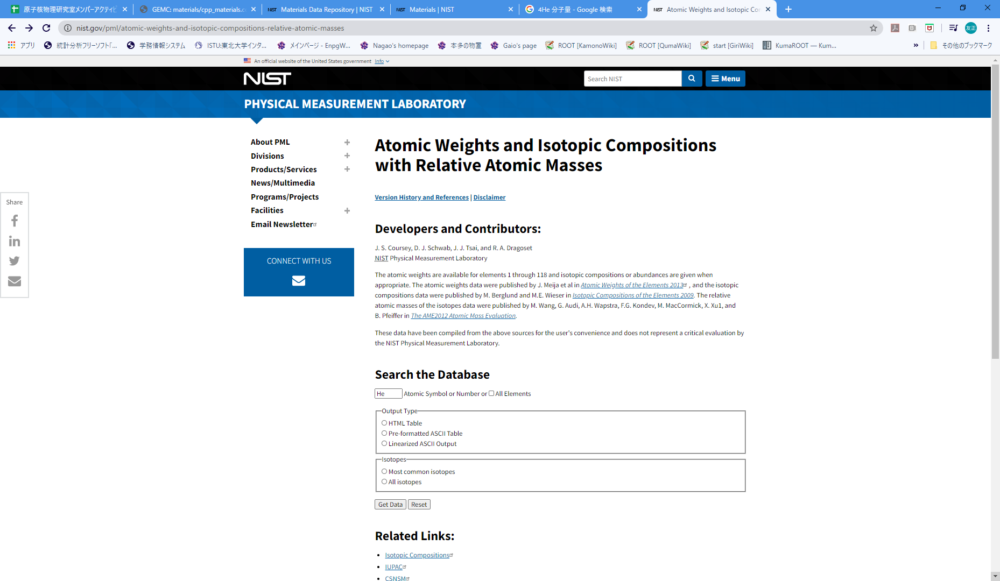 原子核物理研究室メンバーアクティビ
GEMC: materials/cpp_materials.c
NIST Materials Data Repository | NIST
NIST Materials | NIST
4He 分子量 - Google 検索
NIST Atomic Weights and Isotopic Co
nist.gov/pml/atomic-weights-and-isotopic-compositions-relative-atomic-masses
友正
アプリ
統計分析フリーソフト「...
学務情報システム
ISTU:東北大学インタ...
メインページ - EnpgW...
Nagao's homepage
本多の物置
Gaio's page
ROOT [KamonoWiki]
ROOT [QumaWiki]
start [GiriWiki]
KumaROOT — Kum...
»
その他のブックマーク
An official website of the United States government Info
NIST
Search NIST
Menu
PHYSICAL MEASUREMENT LABORATORY
About PML
Divisions
Products/Services
News/Multimedia
Programs/Projects
Facilities
Email Newsletter
Share
CONNECT WITH US
Atomic Weights and Isotopic Compositions
with Relative Atomic Masses
Version History and References | Disclaimer
Developers and Contributors:
J. S. Coursey, D. J. Schwab, J. J. Tsai, and R. A. Dragoset
NIST Physical Measurement Laboratory
The atomic weights are available for elements 1 through 118 and isotopic compositions or abundances are given when
appropriate. The atomic weights data were published by J. Meija et al in Atomic Weights of the Elements 2013 , and the isotopic
compositions data were published by M. Berglund and M.E. Wieser in Isotopic Compositions of the Elements 2009. The relative
atomic masses of the isotopes data were published by M. Wang, G. Audi, A.H. Wapstra, F.G. Kondev, M. MacCormick, X. Xu1, and
B. Pfeiffer in The AME2012 Atomic Mass Evaluation.
These data have been compiled from the above sources for the user's convenience and does not represent a critical evaluation by
the NIST Physical Measurement Laboratory.
Search the Database
He Atomic Symbol or Number or All Elements
Output Type
HTML Table
Pre-formatted ASCII Table
Linearized ASCII Output
Isotopes
Most common isotopes
All isotopes
Get Data Reset
Related Links:
Isotopic Compositions
IUPAC
CSNSM